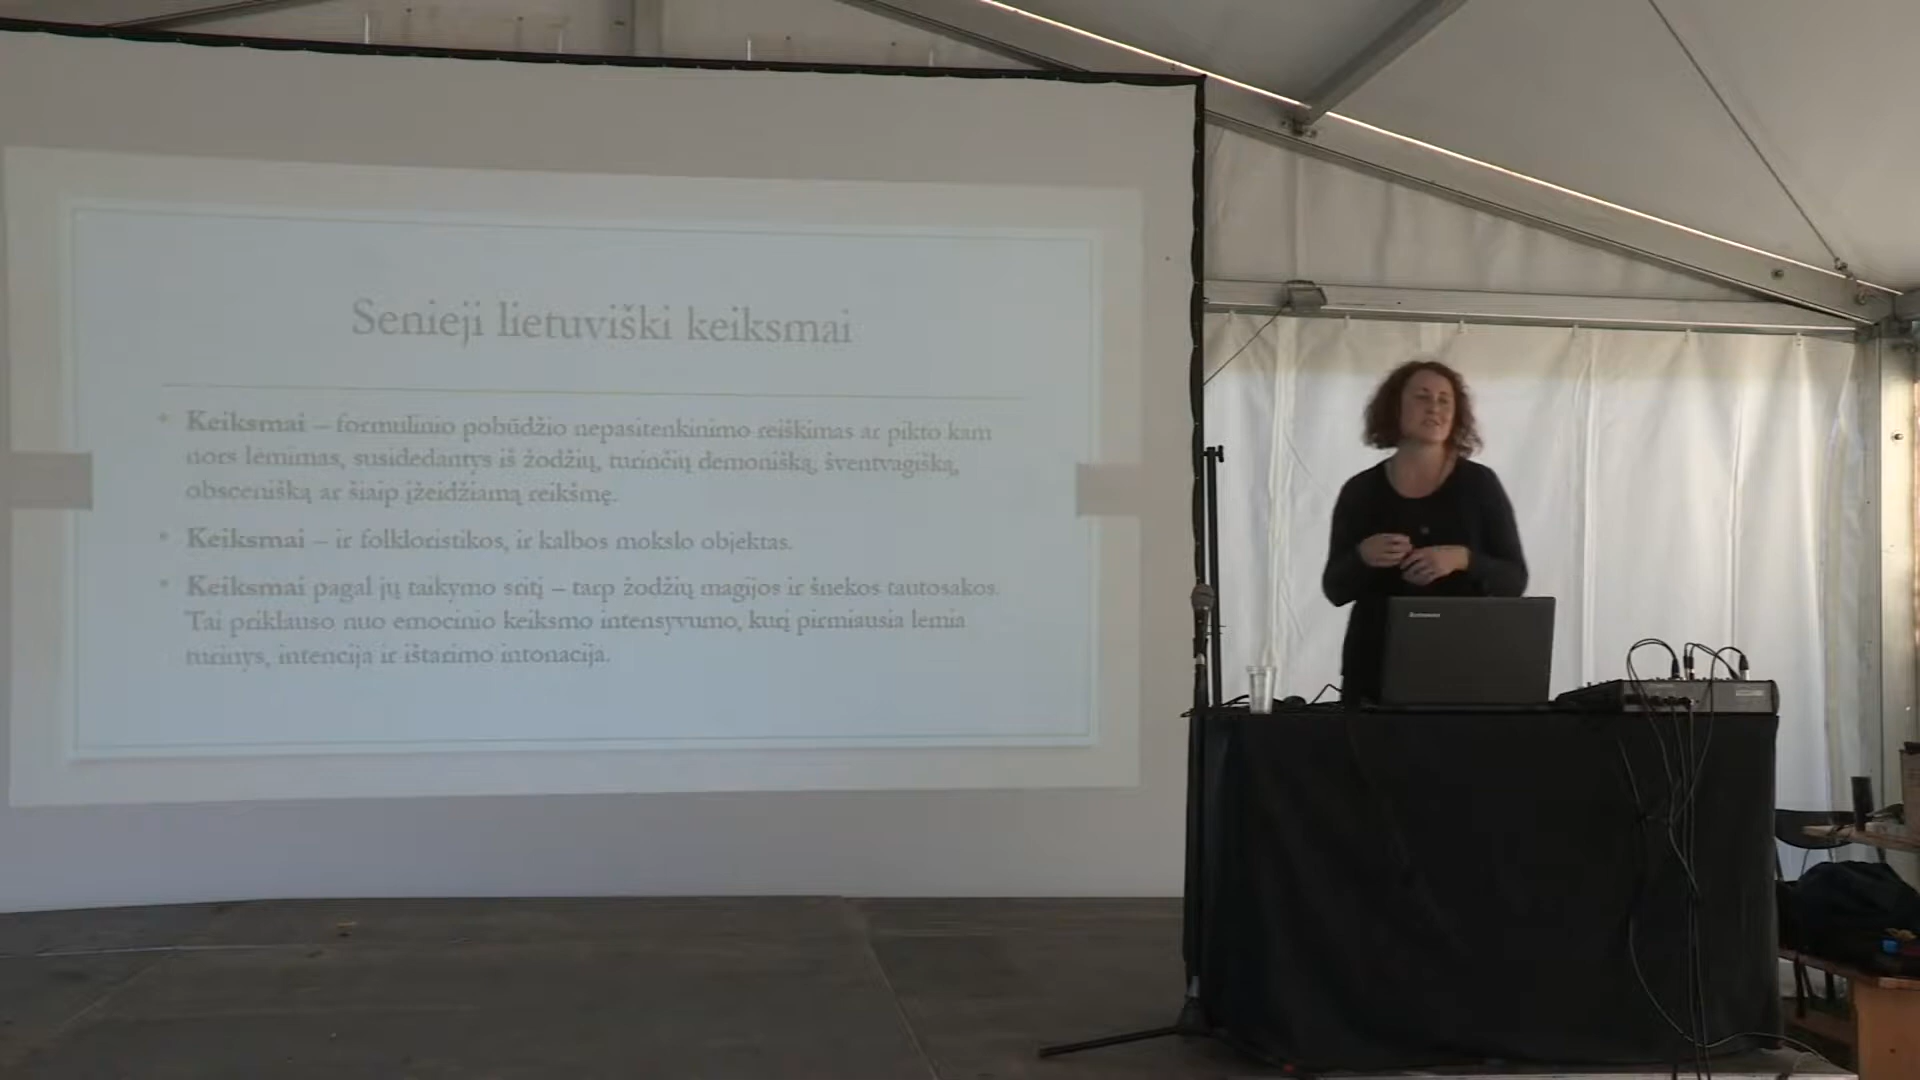 Senieji lietuviški keiksmai
• Keiksmai – formulinio pobūdžio nepasitenkinimo reiškimas ar pikto kam
nors lėmimas, susidedantys iš žodžių, turinčių demonišką, šventvagišką,
obscenišką ar šiaip įžeidžiamą reikšmę.
• Keiksmai – ir folkloristikos, ir kalbos mokslo objektas.
• Keiksmai pagal jų taikymo sritį – tarp žodžių magijos ir šnekos tautosakos.
Tai priklauso nuo emocinio keiksmo intensyvumo, kurį pirmiausia lemia
turinys, intencija ir ištarimo intonacija.
lenovo